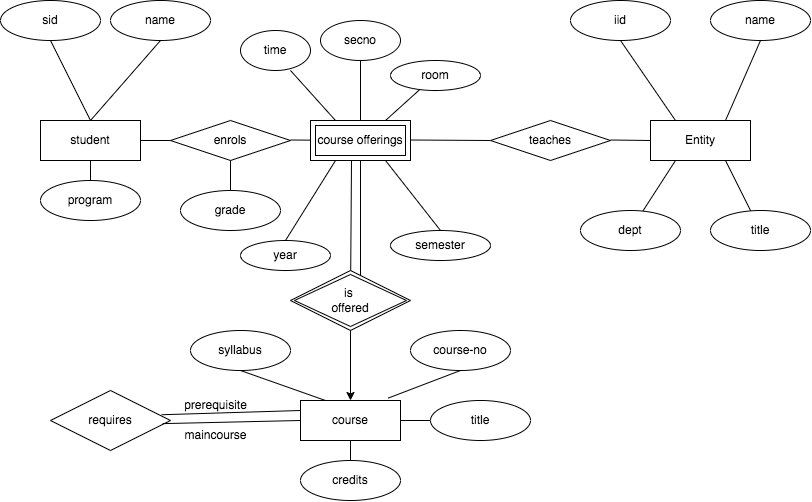 sid
name
time
secno
room
iid
name
student
enrols
course offerings
teaches
Entity
program
grade
year
semester
dept
title
is
offered
syllabus
course-no
requires
prerequisite
maincourse
course
title
credits